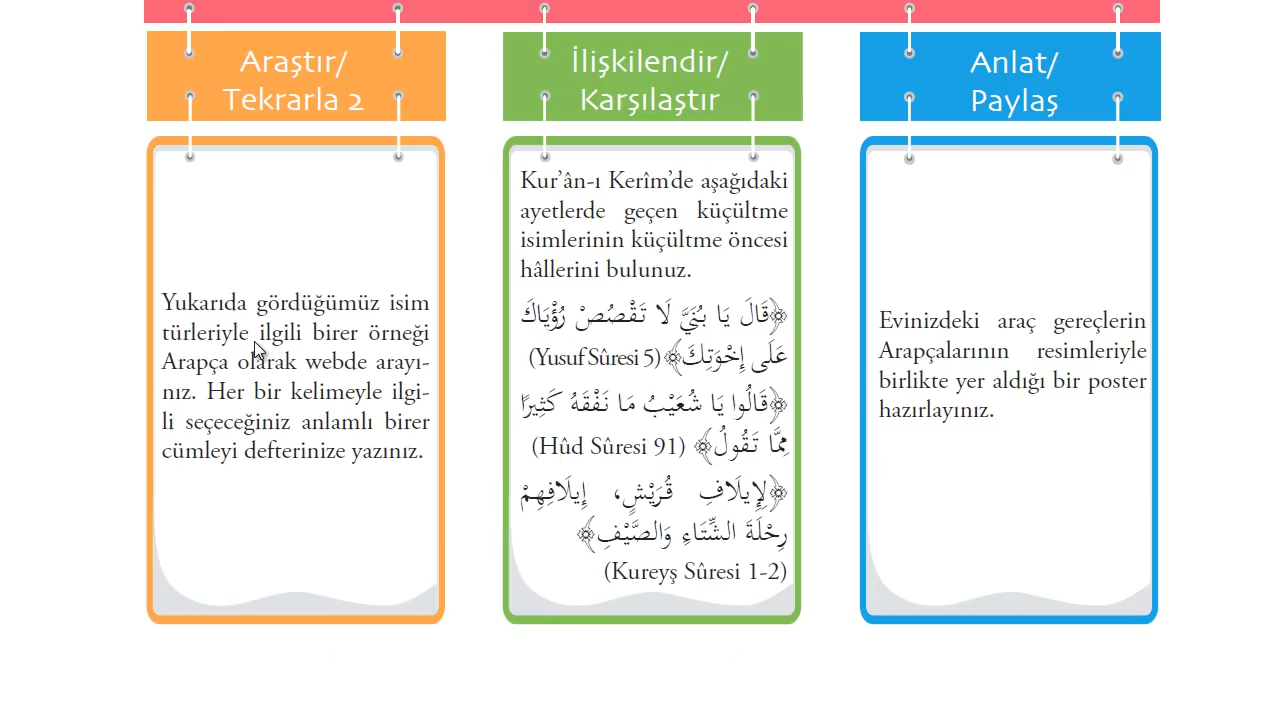 Araştır/
Tekrarla 2
Yukarıda gördüğümüz isim
türleriyle ilgili birer örneği
Arapça olarak webde arayı-
nız. Her bir kelimeyle ilgi-
li seçeceğiniz anlamlı birer
cümleyi defterinize yazınız.
İlişkilendir/
Karşılaştır
Kur’ân-ı Kerîm’de aşağıdaki
ayetlerde geçen küçültme
isimlerinin küçültme öncesi
hâllerini bulunuz.
﴿قَالَ يَا بُنَيَّ لَا تَقْصُصْ رُؤْيَاكَ
عَلَى إِخْوَتِكَ﴾ (Yusuf Sûresi 5)
﴿قَالُوا يَا شُعَيْبُ مَا نَفْقَهُ كَثِيرًا
مِمَّا تَقُولُ﴾ (Hûd Sûresi 91)
﴿لِإِيلَافِ قُرَيْشٍ، إِيلَافِهِمْ
رِحْلَةَ الشِّتَاءِ وَالصَّيْفِ﴾
(Kureyş Sûresi 1-2)
Anlat/
Paylaş
Evinizdeki araç gereçlerin
Arapçalarının resimleriyle
birlikte yer aldığı bir poster
hazırlayınız.